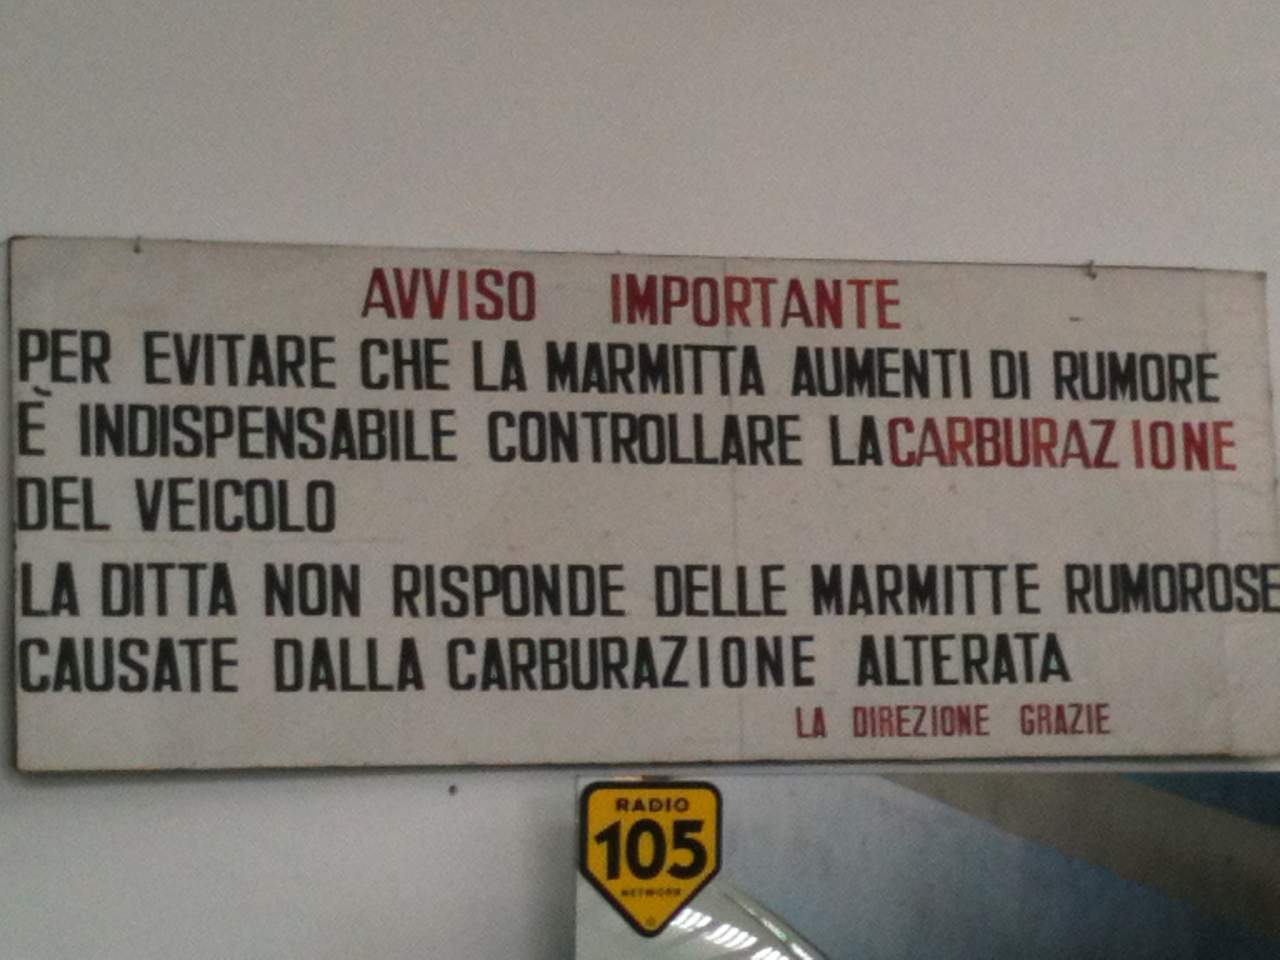 AVVISO IMPORTANTE
PER EVITARE CHE LA MARMITTA AUMENTI DI RUMORE
È INDISPENSABILE CONTROLLARE LA CARBURAZIONE
DEL VEICOLO
LA DITTA NON RISPONDE DELLE MARMITTE RUMOROSE
CAUSATE DALLA CARBURAZIONE ALTERATA
LA DIREZIONE GRAZIE
RADIO
105
NETWORK